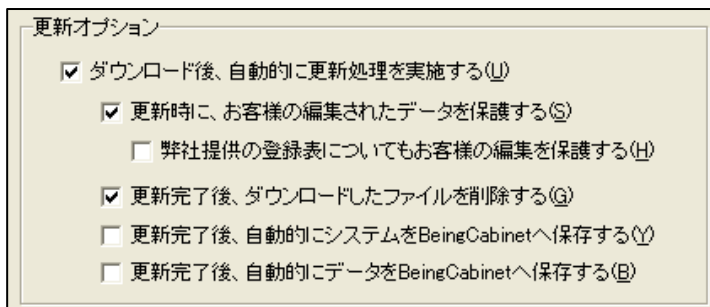 更新オプション
ダウンロード後、自動的に更新処理を実施する(U)
更新時に、お客様の編集されたデータを保護する(S)
弊社提供の登録表についてもお客様の編集を保護する(H)
更新完了後、ダウンロードしたファイルを削除する(G)
更新完了後、自動的にシステムをBeingCabinetへ保存する(Y)
更新完了後、自動的にデータをBeingCabinetへ保存する(B)